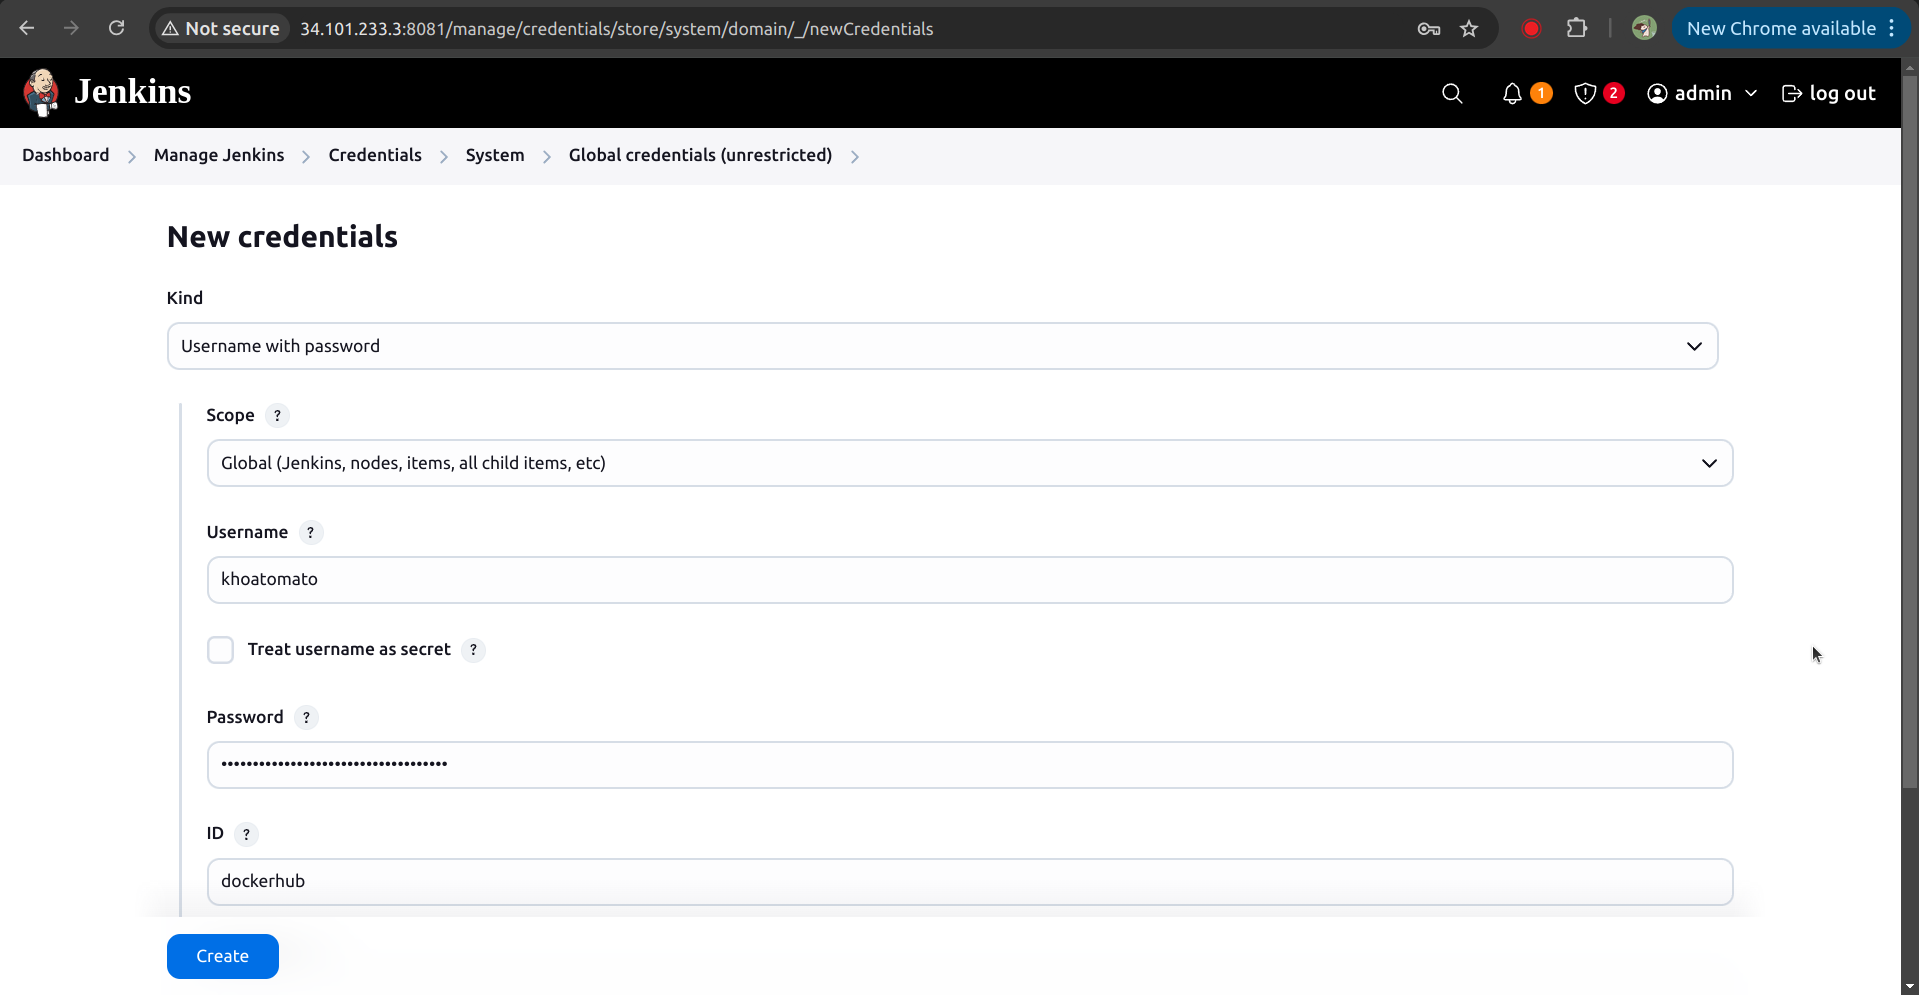 Not secure 34.101.233.3:8081/manage/credentials/store/system/domain/_/newCredentials New Chrome available
Jenkins 1 2 admin log out
Dashboard Manage Jenkins Credentials System Global credentials (unrestricted)
New credentials
Kind
Username with password
Scope ?
Global (Jenkins, nodes, items, all child items, etc)
Username ?
khoatomato
Treat username as secret ?
Password ?
••••••••••••••••••••••••••••••••••••
ID ?
dockerhub
Create